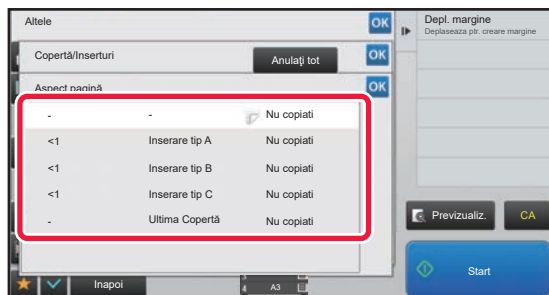 Altele
OK
Depl. margine
Deplaseaza ptr. creare margine
Copertă/Inserturi
Anulaţi tot
OK
Aspect pagină
OK
- - Nu copiati
<1 Inserare tip A Nu copiati
<1 Inserare tip B Nu copiati
<1 Inserare tip C Nu copiati
- Ultima Copertă Nu copiati
Previzualiz.
CA
Inapoi
4 A3
Start